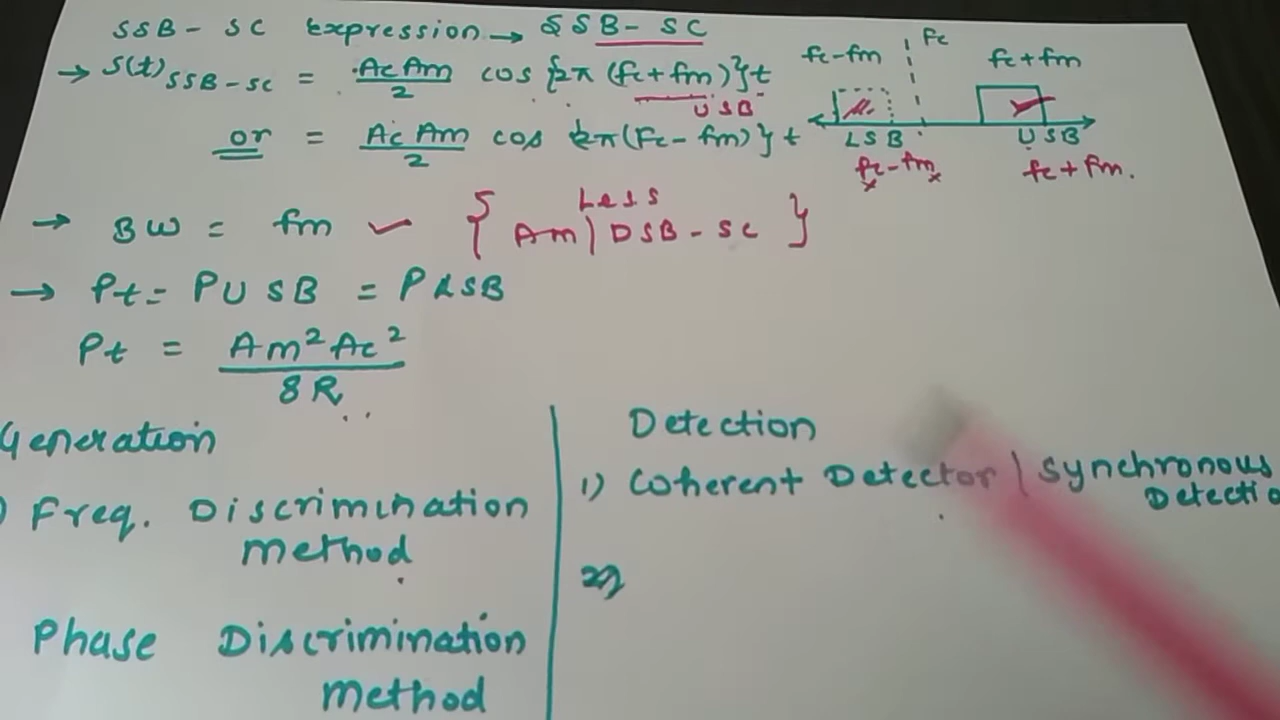 SSB - SC Expression → SSB - SC
→ S(t) SSB-SC = AcAm/2 cos {2π (fc+fm)}t
USB
or = AcAm/2 cos {2π(Fc-fm)}t
fc-fm fc fc+fm
LSB USB
fc-fm fc+fm.
→ BW = fm ✓ { Less
Am | DSB-SC }
→ Pt = PUSB = PLSB
Pt = Am²Ac²/8R
Generation
) Freq. Discrimination
method
Phase Discrimination
method
Detection
1) Coherent Detector | Synchronous
Detectio